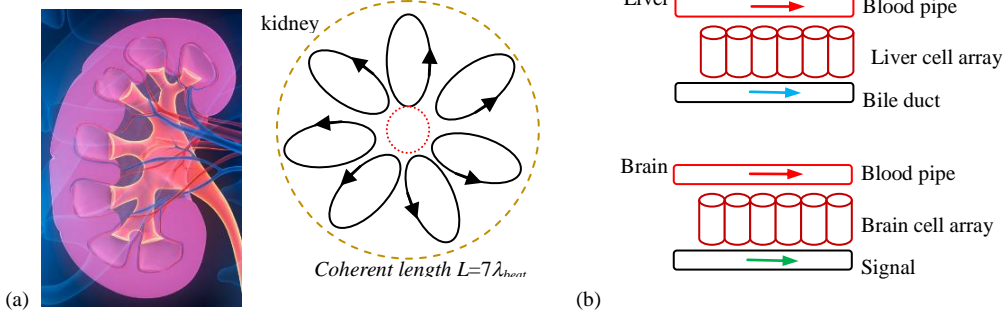 kidney
Coherent length L=7λbeat
(a)
Liver
Blood pipe
Liver cell array
Bile duct
Brain
Blood pipe
Brain cell array
Signal
(b)